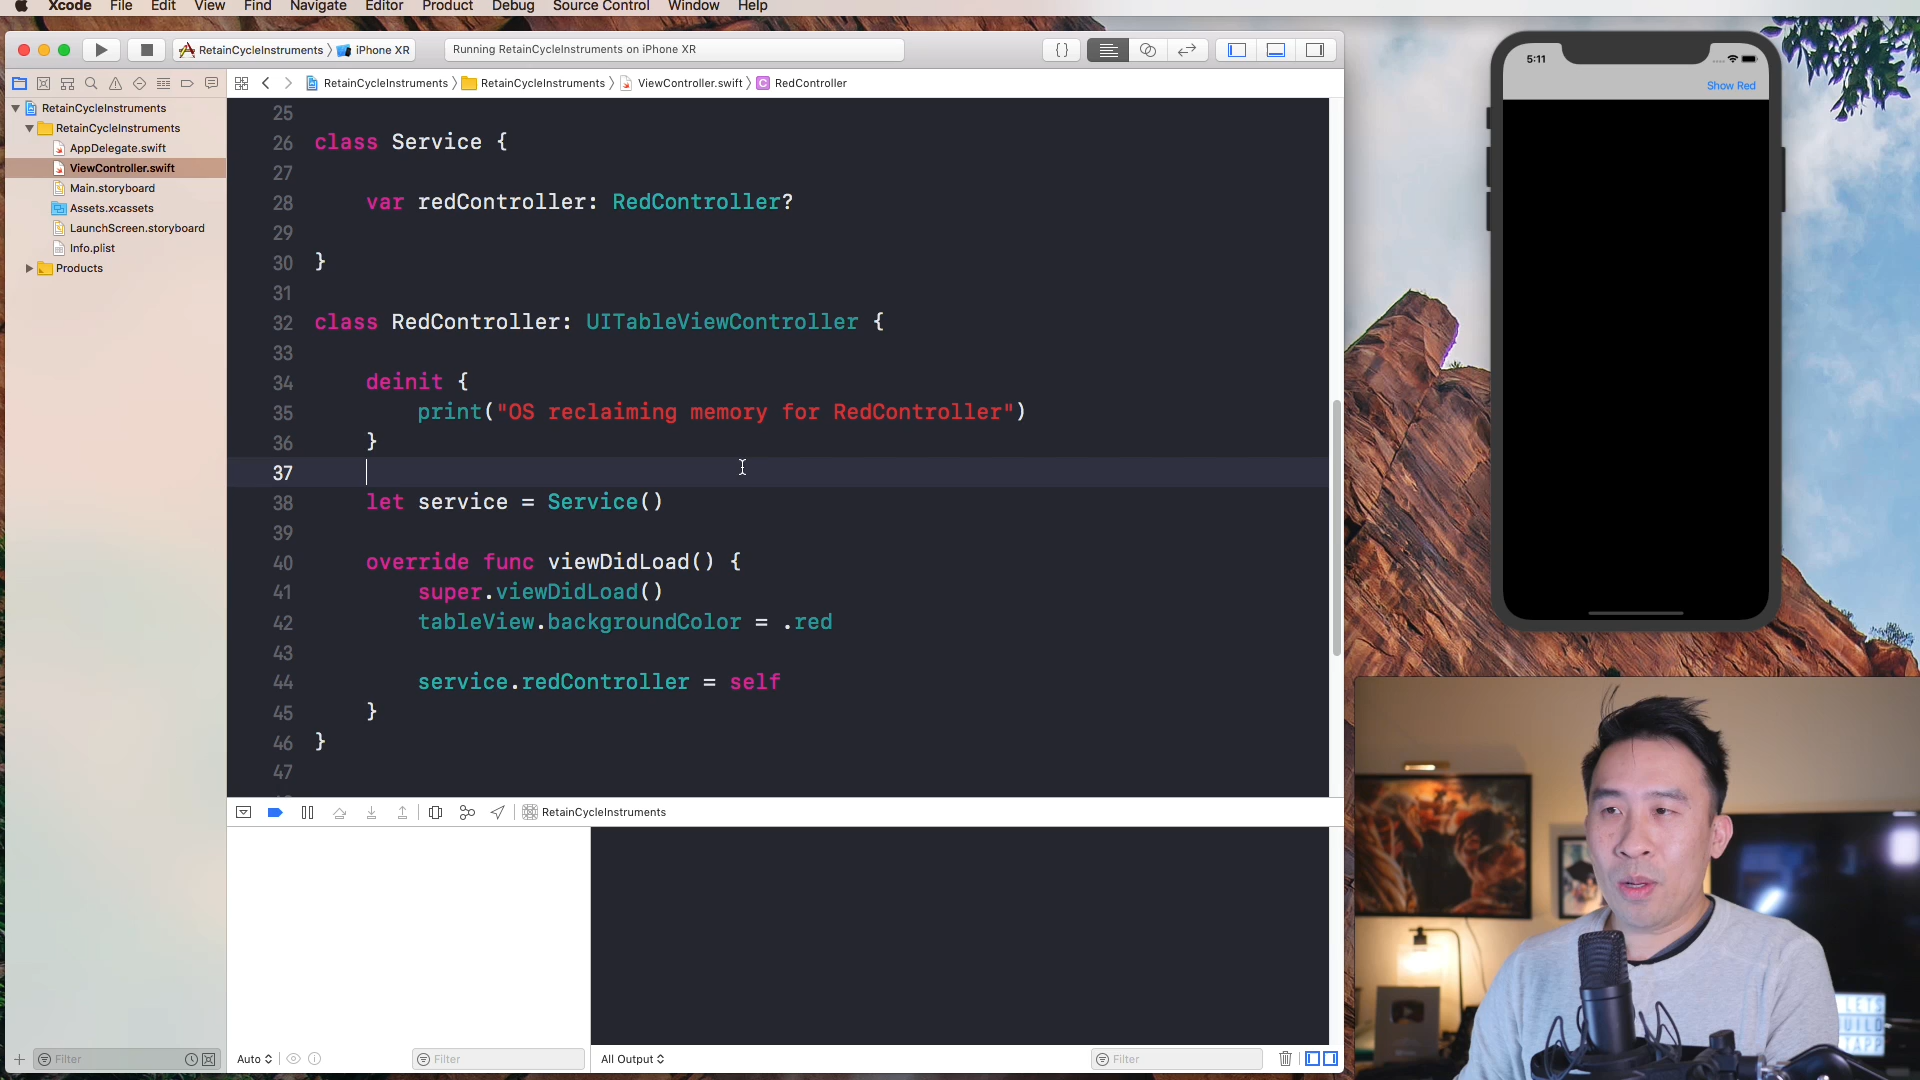 Xcode File Edit View Find Navigate Editor Product Debug Source Control Window Help
RetainCycleInstruments iPhone XR
Running RetainCycleInstruments on iPhone XR
{}
RetainCycleInstruments RetainCycleInstruments ViewController.swift RedController
RetainCycleInstruments
RetainCycleInstruments
AppDelegate.swift
ViewController.swift
Main.storyboard
Assets.xcassets
LaunchScreen.storyboard
Info.plist
Products
25
26 class Service {
27
28 var redController: RedController?
29
30 }
31
32 class RedController: UITableViewController {
33
34 deinit {
35 print("OS reclaiming memory for RedController")
36 }
37
38 let service = Service()
39
40 override func viewDidLoad() {
41 super.viewDidLoad()
42 tableView.backgroundColor = .red
43
44 service.redController = self
45 }
46 }
47
RetainCycleInstruments
Filter
Auto
Filter
All Output
Filter
5:11
Show Red
LETS